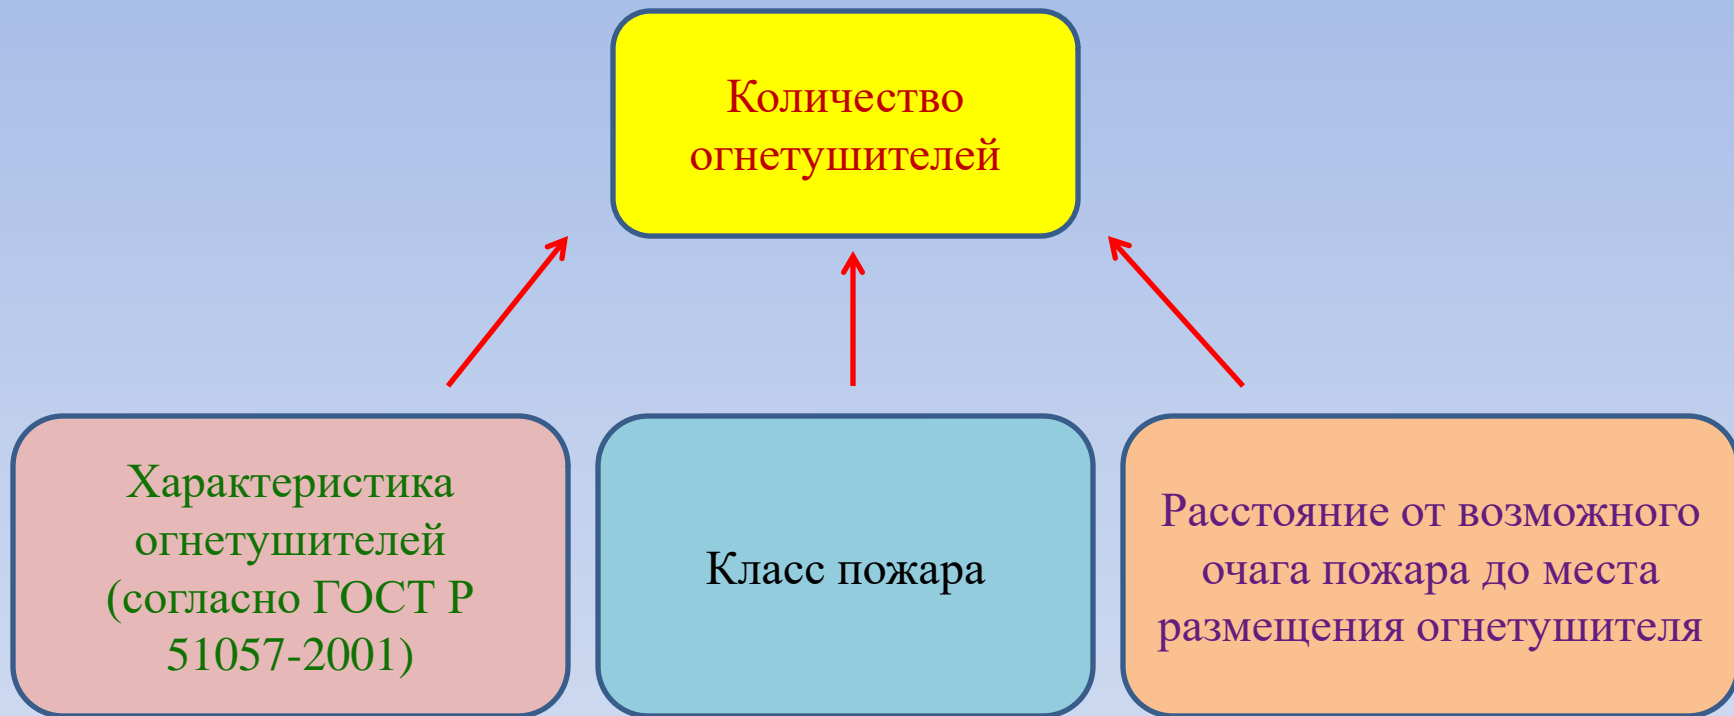 Количество
огнетушителей
Характеристика
огнетушителей
(согласно ГОСТ Р
51057-2001)
Класс пожара
Расстояние от возможного
очага пожара до места
размещения огнетушителя